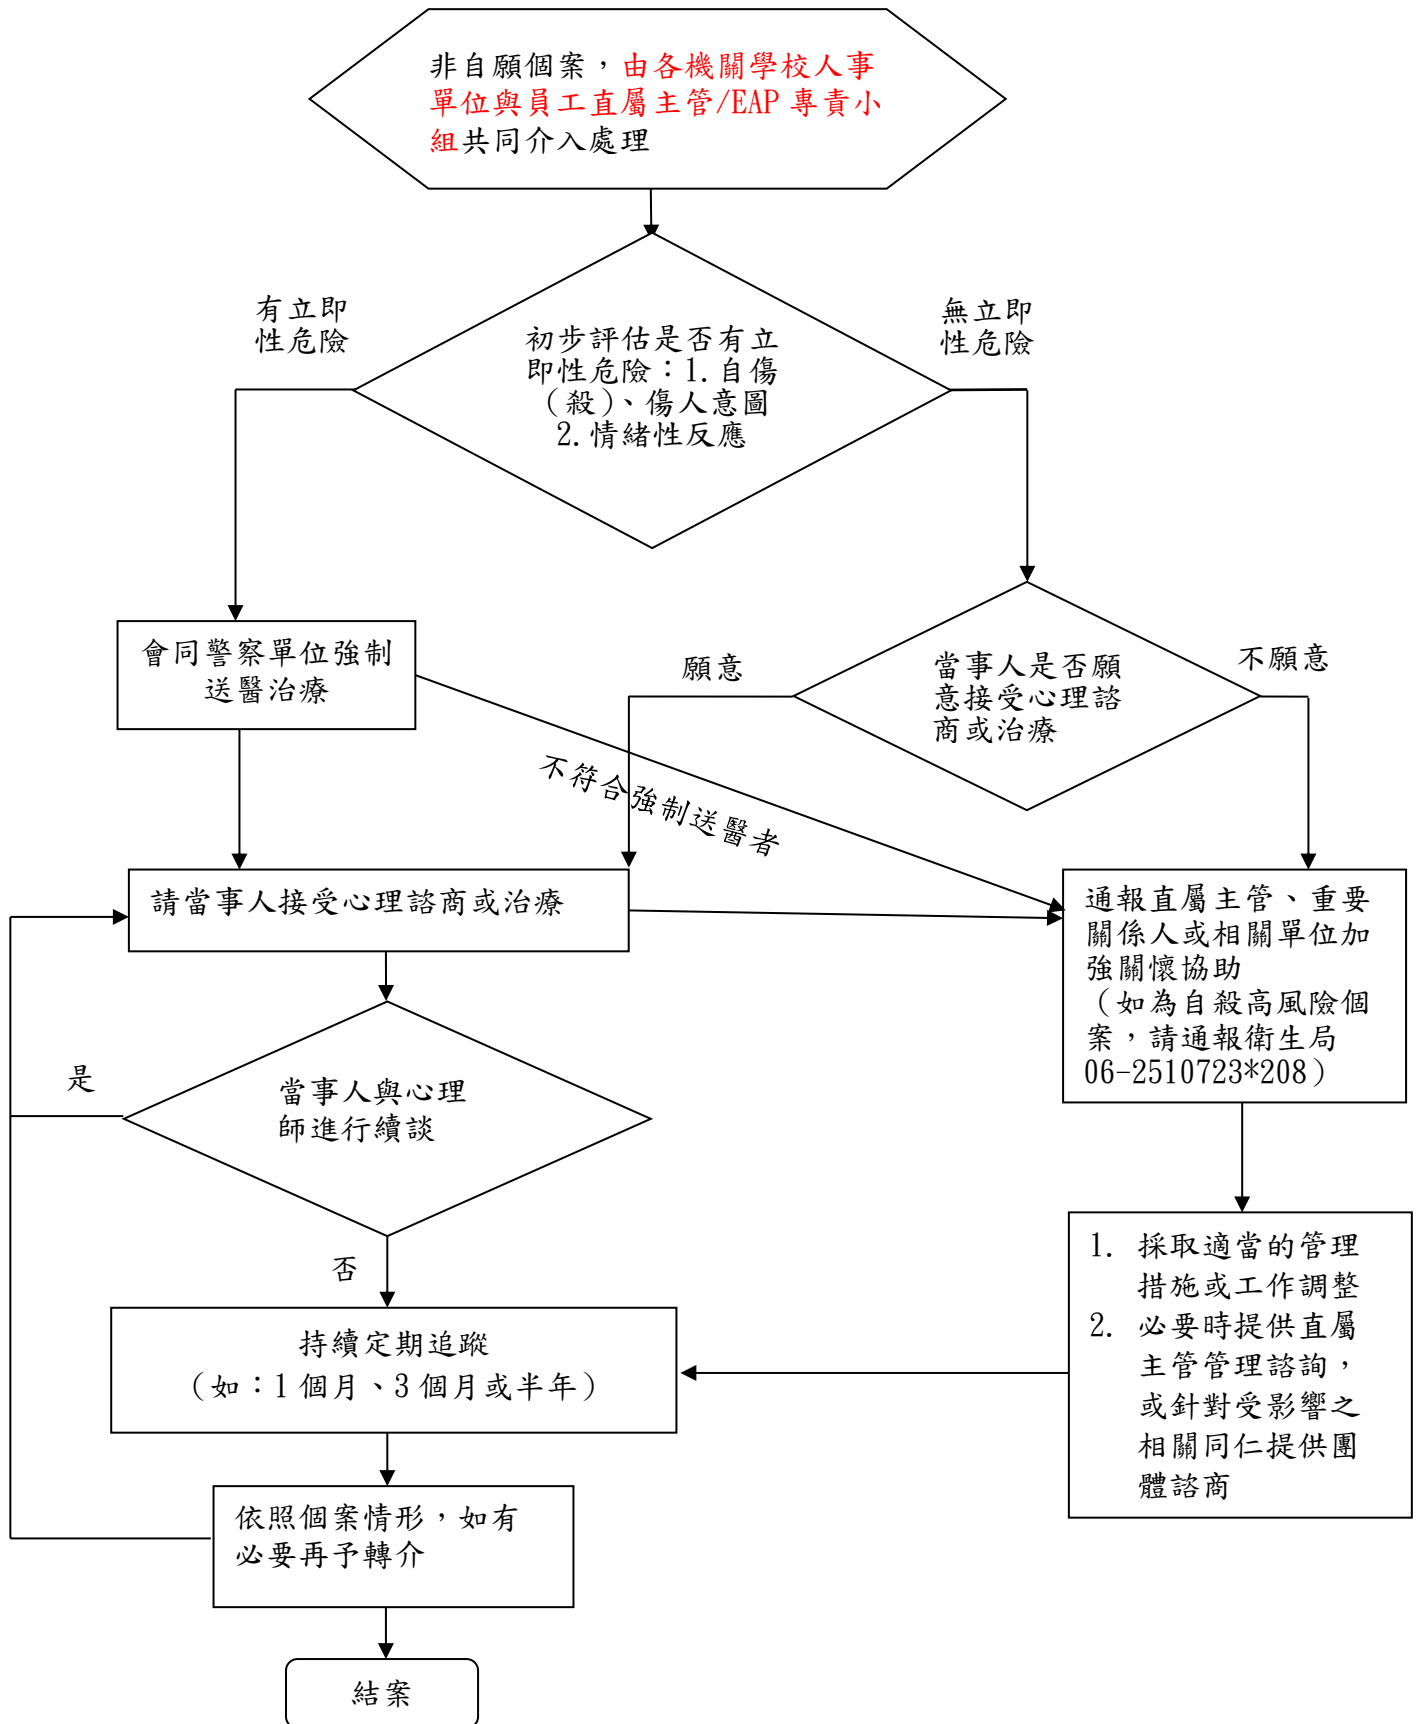 非自願個案，由各機關學校人事
單位與員工直屬主管/EAP 專責小
組共同介入處理
有立即
性危險
無立即
性危險
初步評估是否有立
即性危險：1.自傷
（殺）、傷人意圖
2.情緒性反應
會同警察單位強制
送醫治療
願意
當事人是否願
意接受心理諮
商或治療
不願意
不符合強制送醫者
請當事人接受心理諮商或治療
通報直屬主管、重要
關係人或相關單位加
強關懷協助
（如為自殺高風險個
案，請通報衛生局
06-2510723*208）
是
當事人與心理
師進行續談
否
1. 採取適當的管理
措施或工作調整
2. 必要時提供直屬
主管管理諮詢，
或針對受影響之
相關同仁提供團
體諮商
持續定期追蹤
（如：1 個月、3 個月或半年）
依照個案情形，如有
必要再予轉介
結案